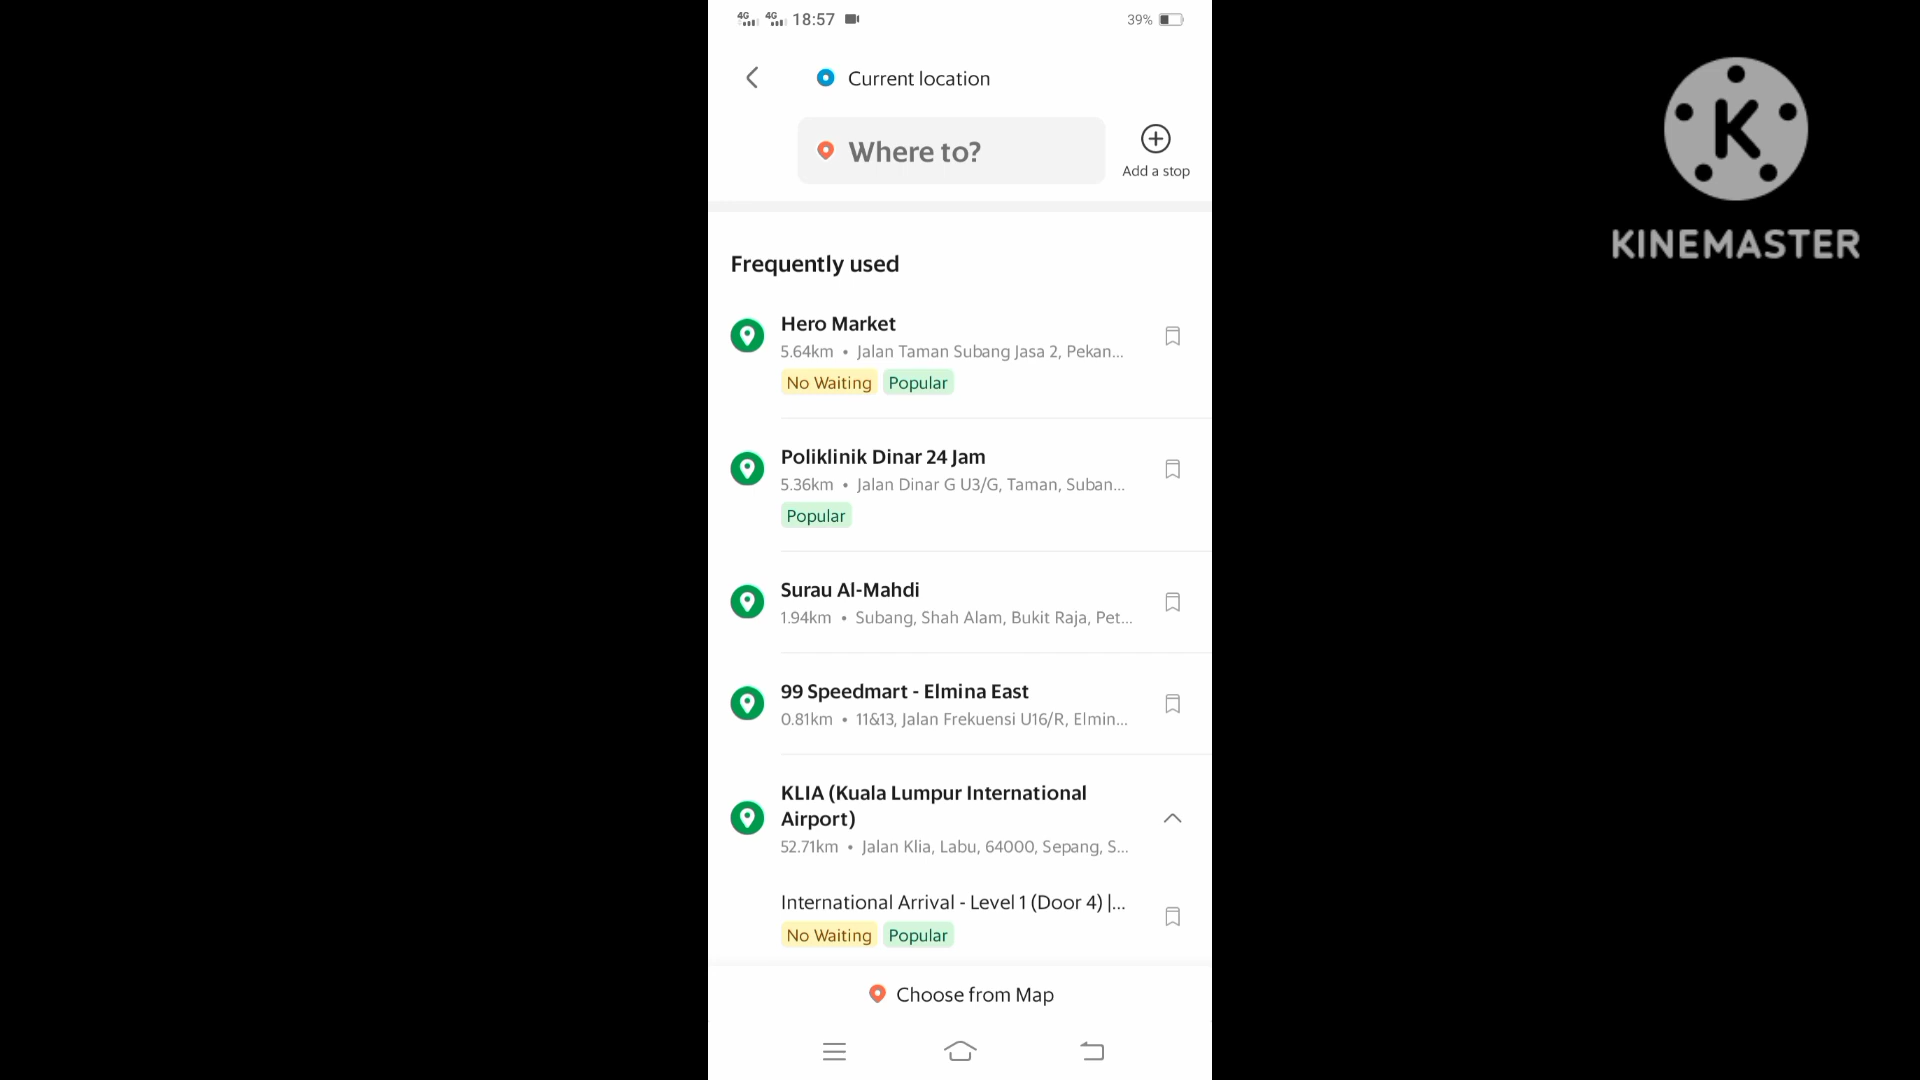 4G 4G 18:57 39%
Current location
Where to?
Add a stop
Frequently used
Hero Market
5.64km • Jalan Taman Subang Jasa 2, Pekan...
No Waiting Popular
Poliklinik Dinar 24 Jam
5.36km • Jalan Dinar G U3/G, Taman, Suban...
Popular
Surau Al-Mahdi
1.94km • Subang, Shah Alam, Bukit Raja, Pet...
99 Speedmart - Elmina East
0.81km • 11&13, Jalan Frekuensi U16/R, Elmin...
KLIA (Kuala Lumpur International
Airport)
52.71km • Jalan Klia, Labu, 64000, Sepang, S...
International Arrival - Level 1 (Door 4) |...
No Waiting Popular
Choose from Map
K
KINEMASTER